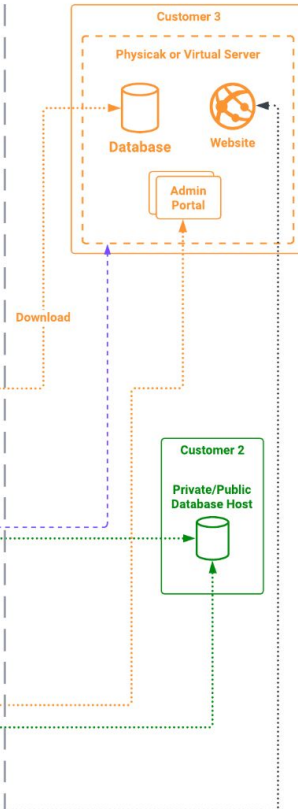 Customer 3
Physicak or Virtual Server
Database
Website
Admin
Portal
Download
Customer 2
Private/Public
Database Host